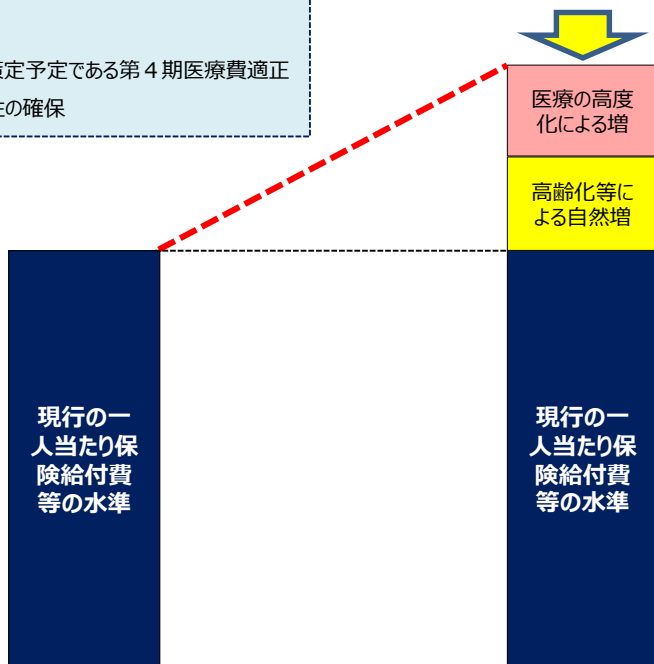 定予定である第４期医療費適正
の確保
医療の高度
化による増
高齢化等に
よる自然増
現行の一
人当たり保
険給付費
等の水準
現行の一
人当たり保
険給付費
等の水準